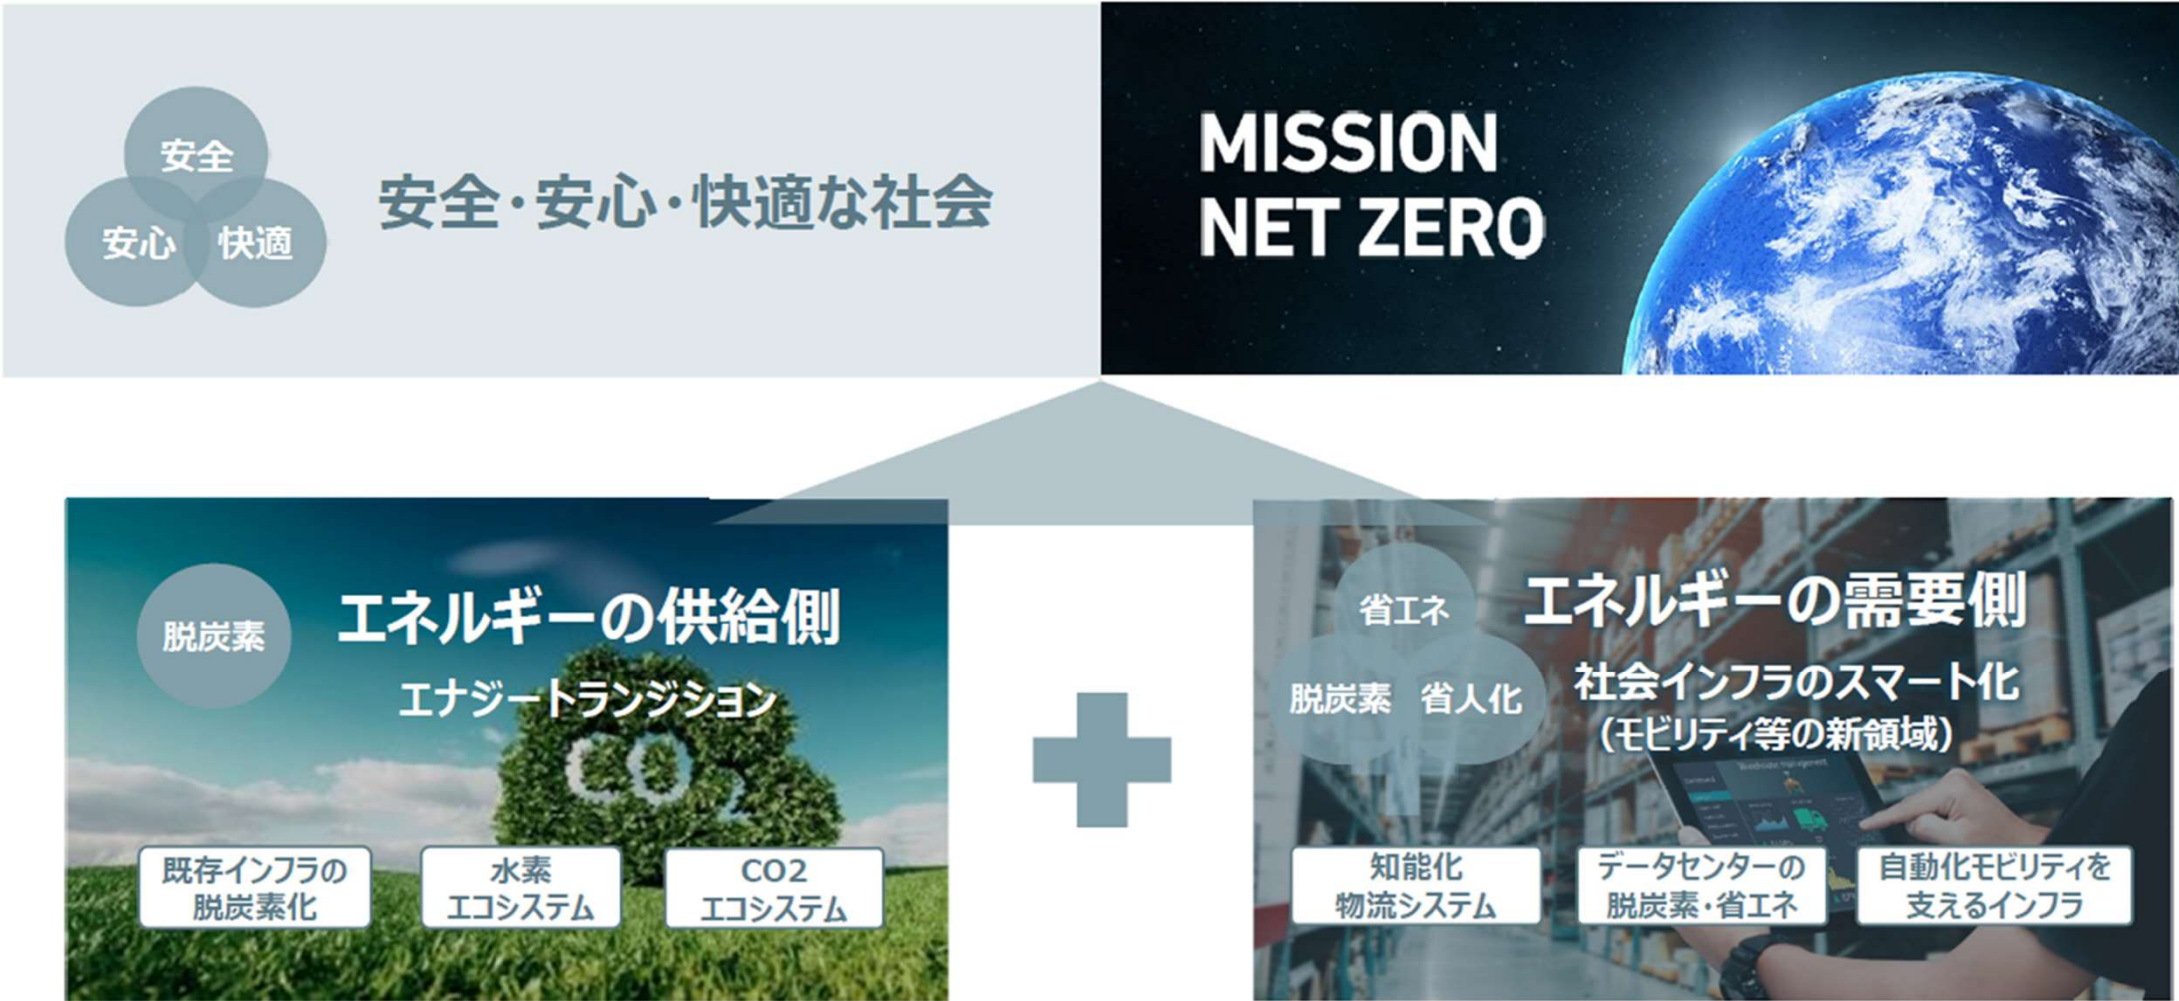 安全
安心
快適
安全・安心・快適な社会
MISSION
NET ZERO
脱炭素
エネルギーの供給側
エナジートランジション
CO2
既存インフラの
脱炭素化
水素
エコシステム
CO2
エコシステム
省エネ
脱炭素
省人化
エネルギーの需要側
社会インフラのスマート化
(モビリティ等の新領域)
知能化
物流システム
データセンターの
脱炭素・省エネ
自動化モビリティを
支えるインフラ